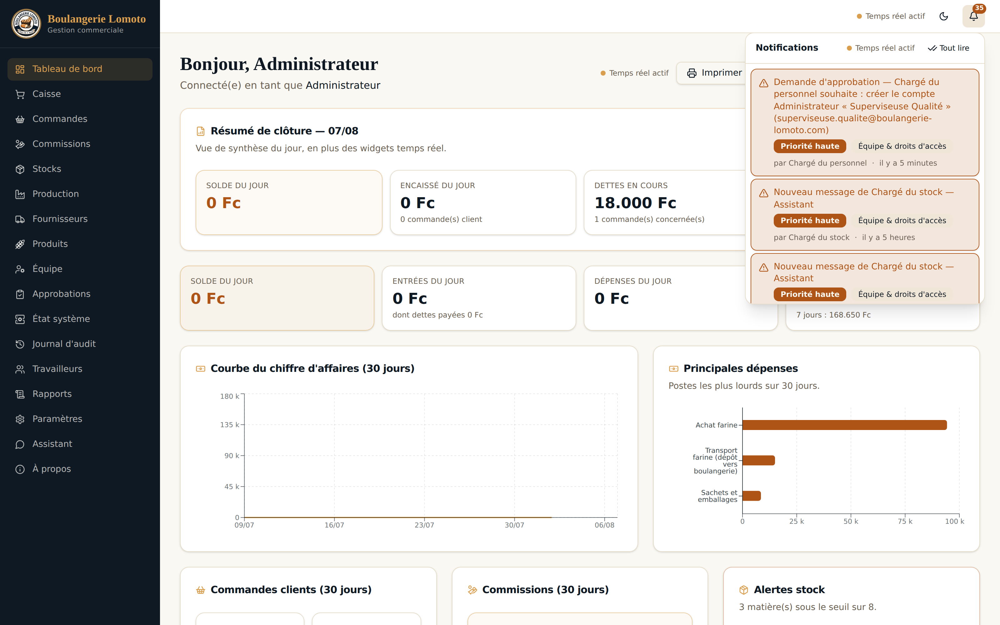 BOULANGERIE LOMOTO
Boulangerie Lomoto
Gestion commerciale
Tableau de bord
Caisse
Commandes
Commissions
Stocks
Production
Fournisseurs
Produits
Équipe
Approbations
État système
Journal d'audit
Travailleurs
Rapports
Paramètres
Assistant
À propos
Temps réel actif
35
Bonjour, Administrateur
Connecté(e) en tant que Administrateur
Temps réel actif
Imprimer
Notifications
Temps réel actif
Tout lire
Demande d'approbation — Chargé du
personnel souhaite : créer le compte
Administrateur « Superviseuse Qualité »
(superviseuse.qualite@boulangerie-
lomoto.com)
Priorité haute
Équipe & droits d'accès
par Chargé du personnel · il y a 5 minutes
Nouveau message de Chargé du stock —
Assistant
Priorité haute
Équipe & droits d'accès
par Chargé du stock · il y a 5 heures
Nouveau message de Chargé du stock —
Assistant
Priorité haute
Équipe & droits d'accès
Résumé de clôture — 07/08
Vue de synthèse du jour, en plus des widgets temps réel.
SOLDE DU JOUR
0 Fc
ENCAISSÉ DU JOUR
0 Fc
0 commande(s) client
DETTES EN COURS
18.000 Fc
1 commande(s) concernée(s)
SOLDE DU JOUR
0 Fc
ENTRÉES DU JOUR
0 Fc
dont dettes payées 0 Fc
DÉPENSES DU JOUR
0 Fc
7 jours : 168.650 Fc
Courbe du chiffre d'affaires (30 jours)
180 k
135 k
90 k
45 k
0
09/07
16/07
23/07
30/07
06/08
Principales dépenses
Postes les plus lourds sur 30 jours.
Achat farine
Transport
farine (dépôt
vers
boulangerie)
Sachets et
emballages
0
25 k
50 k
75 k
100 k
Commandes clients (30 jours)
Commissions (30 jours)
Alertes stock
3 matière(s) sous le seuil sur 8.